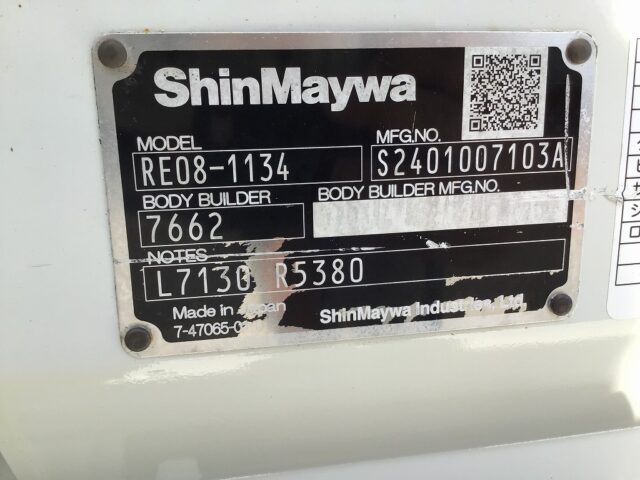 ShinMaywa
MODEL
MFG.NO.
RE08-1134
S2401007103A
BODY BUILDER
BODY BUILDER MFG.NO.
7662
NOTES
L7130 R5380
Made in Japan
ShinMaywa Industries, Ltd.